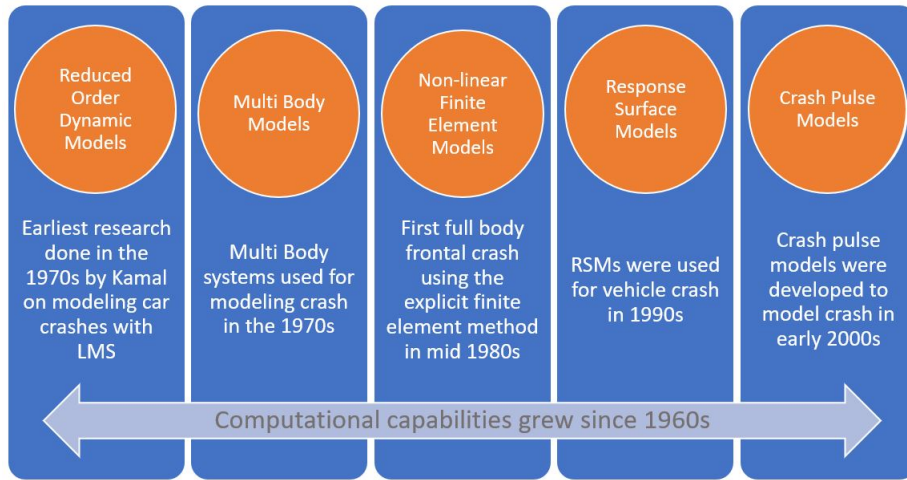 Reduced
Order
Dynamic
Models
Earliest research
done in the
1970s by Kamal
on modeling car
crashes with
LMS
Multi Body
Models
Multi Body
systems used for
modeling crash
in the 1970s
Non-linear
Finite
Element
Models
First full body
frontal crash
using the
explicit finite
element method
in mid 1980s
Response
Surface
Models
RSMs were used
for vehicle crash
in 1990s
Crash Pulse
Models
Crash pulse
models were
developed to
model crash in
early 2000s
Computational capabilities grew since 1960s